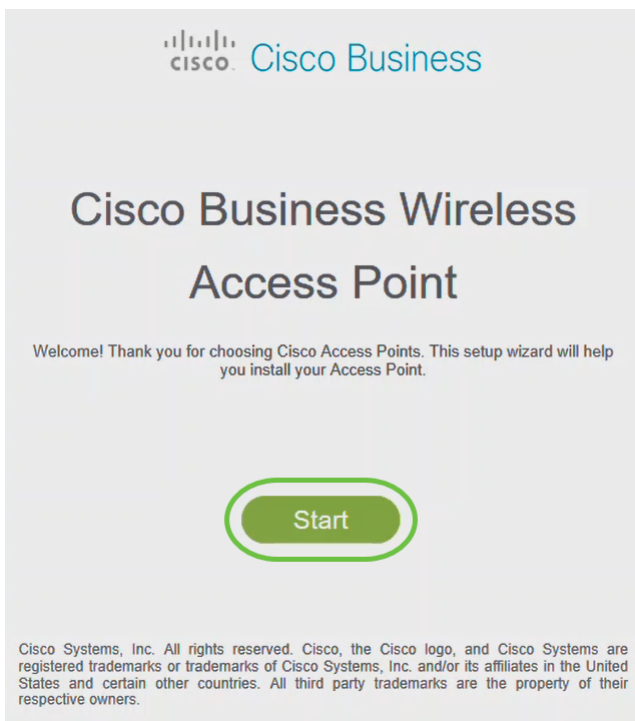 CISCO Cisco Business
Cisco Business Wireless
Access Point
Welcome! Thank you for choosing Cisco Access Points. This setup wizard will help
you install your Access Point.
Start
Cisco Systems, Inc. All rights reserved. Cisco, the Cisco logo, and Cisco Systems are
registered trademarks or trademarks of Cisco Systems, Inc. and/or its affiliates in the United
States and certain other countries. All third party trademarks are the property of their
respective owners.